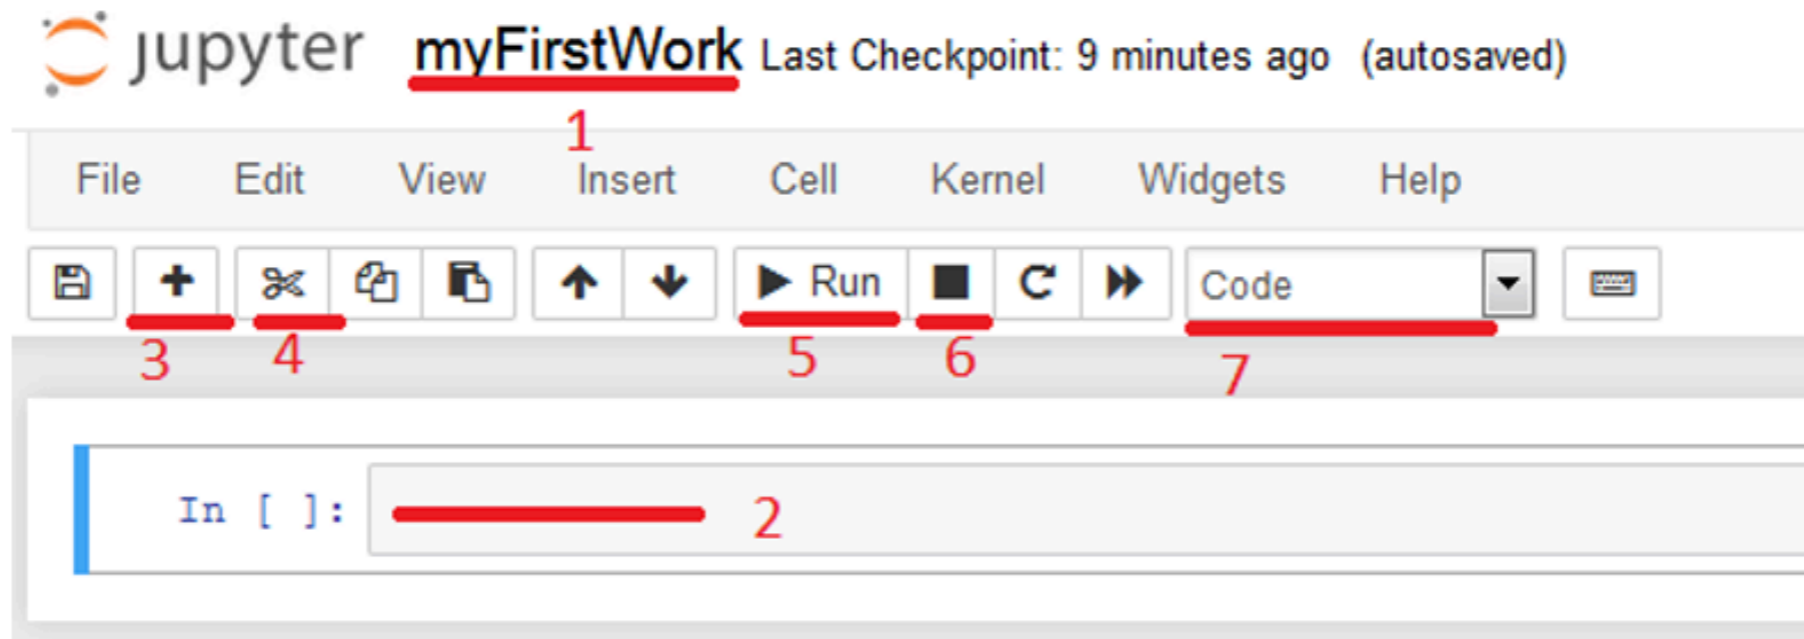 jupyter myFirstWork Last Checkpoint: 9 minutes ago (autosaved)
1
File Edit View Insert Cell Kernel Widgets Help
Run Code
3 4 5 6 7
In [ ]: 2